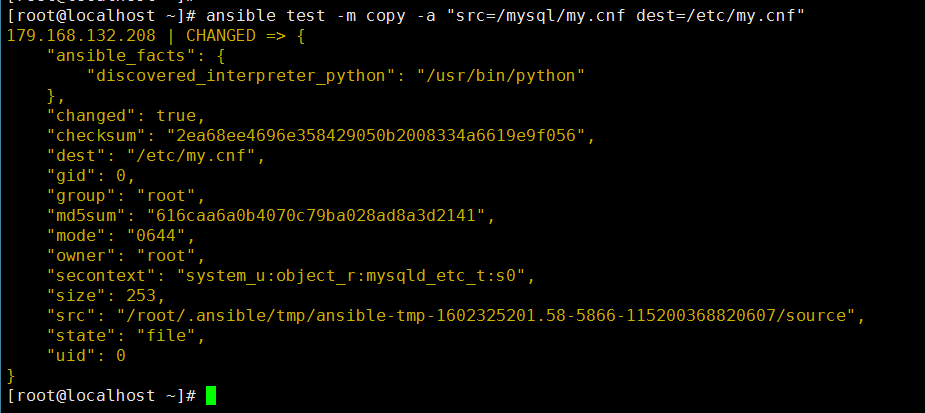 [root@localhost ~]# ansible test -m copy -a "src=/mysql/my.cnf dest=/etc/my.cnf"
179.168.132.208 | CHANGED => {
    "ansible_facts": {
        "discovered_interpreter_python": "/usr/bin/python"
    },
    "changed": true,
    "checksum": "2ea68ee4696e358429050b2008334a6619e9f056",
    "dest": "/etc/my.cnf",
    "gid": 0,
    "group": "root",
    "md5sum": "616caa6a0b4070c79ba028ad8a3d2141",
    "mode": "0644",
    "owner": "root",
    "secontext": "system_u:object_r:mysqld_etc_t:s0",
    "size": 253,
    "src": "/root/.ansible/tmp/ansible-tmp-1602325201.58-5866-115200368820607/source",
    "state": "file",
    "uid": 0
}
[root@localhost ~]#